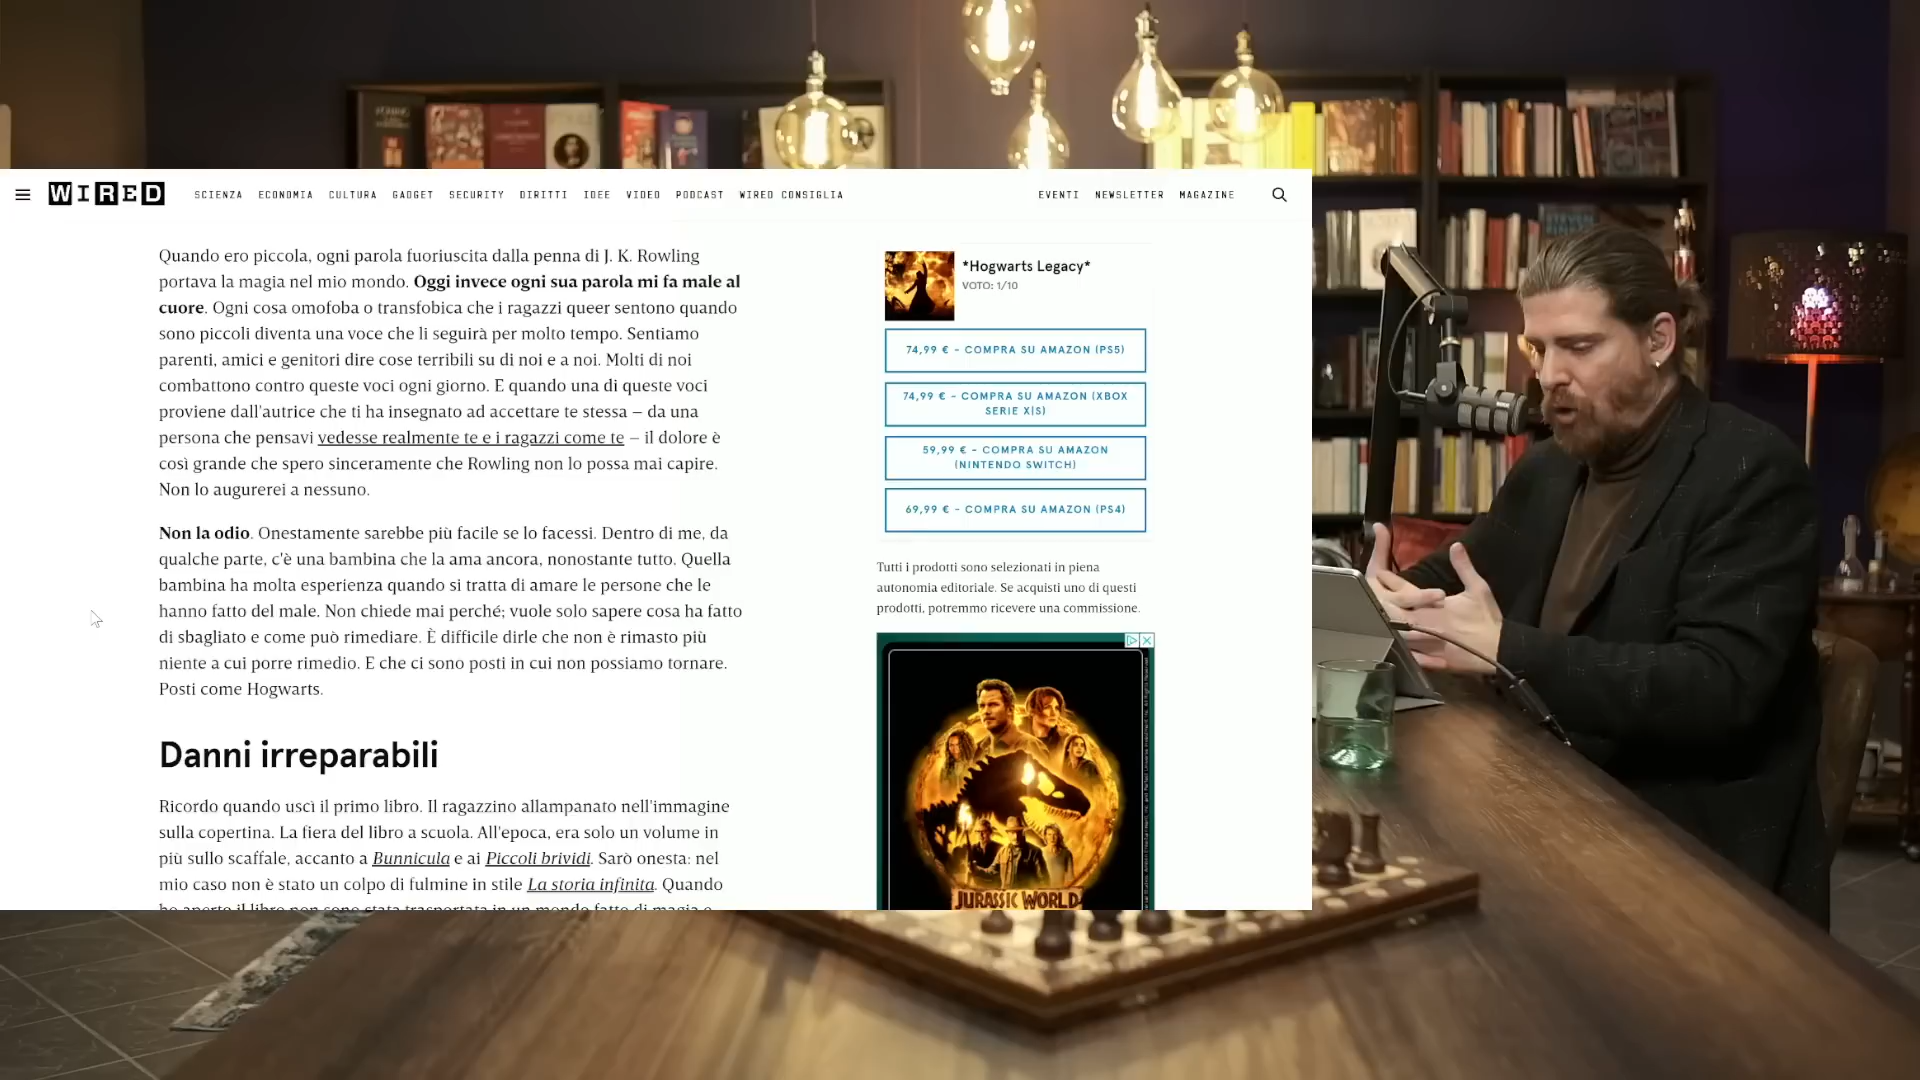 WIRED
SCIENZA ECONOMIA CULTURA GADGET SECURITY DIRITTI IDEE VIDEO PODCAST WIRED CONSIGLIA
EVENTI NEWSLETTER MAGAZINE
Quando ero piccola, ogni parola fuoriuscita dalla penna di J. K. Rowling
portava la magia nel mio mondo. Oggi invece ogni sua parola mi fa male al
cuore. Ogni cosa omofoba o transfobica che i ragazzi queer sentono quando
sono piccoli diventa una voce che li seguirà per molto tempo. Sentiamo
parenti, amici e genitori dire cose terribili su di noi e a noi. Molti di noi
combattono contro queste voci ogni giorno. E quando una di queste voci
proviene dall'autrice che ti ha insegnato ad accettare te stessa – da una
persona che pensavi vedesse realmente te e i ragazzi come te – il dolore è
così grande che spero sinceramente che Rowling non lo possa mai capire.
Non lo augurerei a nessuno.
Non la odio. Onestamente sarebbe più facile se lo facessi. Dentro di me, da
qualche parte, c'è una bambina che la ama ancora, nonostante tutto. Quella
bambina ha molta esperienza quando si tratta di amare le persone che le
hanno fatto del male. Non chiede mai perché; vuole solo sapere cosa ha fatto
di sbagliato e come può rimediare. È difficile dirle che non è rimasto più
niente a cui porre rimedio. E che ci sono posti in cui non possiamo tornare.
Posti come Hogwarts.
Danni irreparabili
Ricordo quando uscì il primo libro. Il ragazzino allampanato nell'immagine
sulla copertina. La fiera del libro a scuola. All'epoca, era solo un volume in
più sullo scaffale, accanto a Bunnicula e ai Piccoli brividi. Sarò onesta: nel
mio caso non è stato un colpo di fulmine in stile La storia infinita. Quando
ho aperto il libro non sono stata trasportata in un mondo fatto di magia e
*Hogwarts Legacy*
VOTO: 1/10
74,99 € - COMPRA SU AMAZON (PS5)
74,99 € - COMPRA SU AMAZON (XBOX
SERIE X|S)
59,99 € - COMPRA SU AMAZON
(NINTENDO SWITCH)
69,99 € - COMPRA SU AMAZON (PS4)
Tutti i prodotti sono selezionati in piena
autonomia editoriale. Se acquisti uno di questi
prodotti, potremmo ricevere una commissione.
JURASSIC WORLD